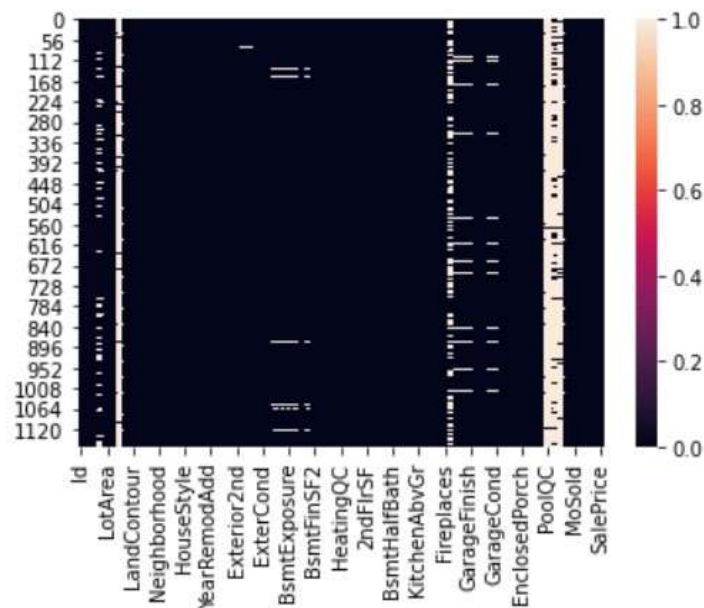 0
56
112
168
224
280
336
392
448
504
560
616
672
728
784
840
896
952
1008
1064
1120
1.0
0.8
0.6
0.4
0.2
0.0
Id
LotArea
LandContour
Neighborhood
HouseStyle
YearRemodAdd
Exterior2nd
ExterCond
BsmtExposure
BsmtFinSF2
HeatingQC
2ndFlrSF
BsmtHalfBath
KitchenAbvGr
Fireplaces
GarageFinish
GarageCond
EnclosedPorch
PoolQC
MoSold
SalePrice